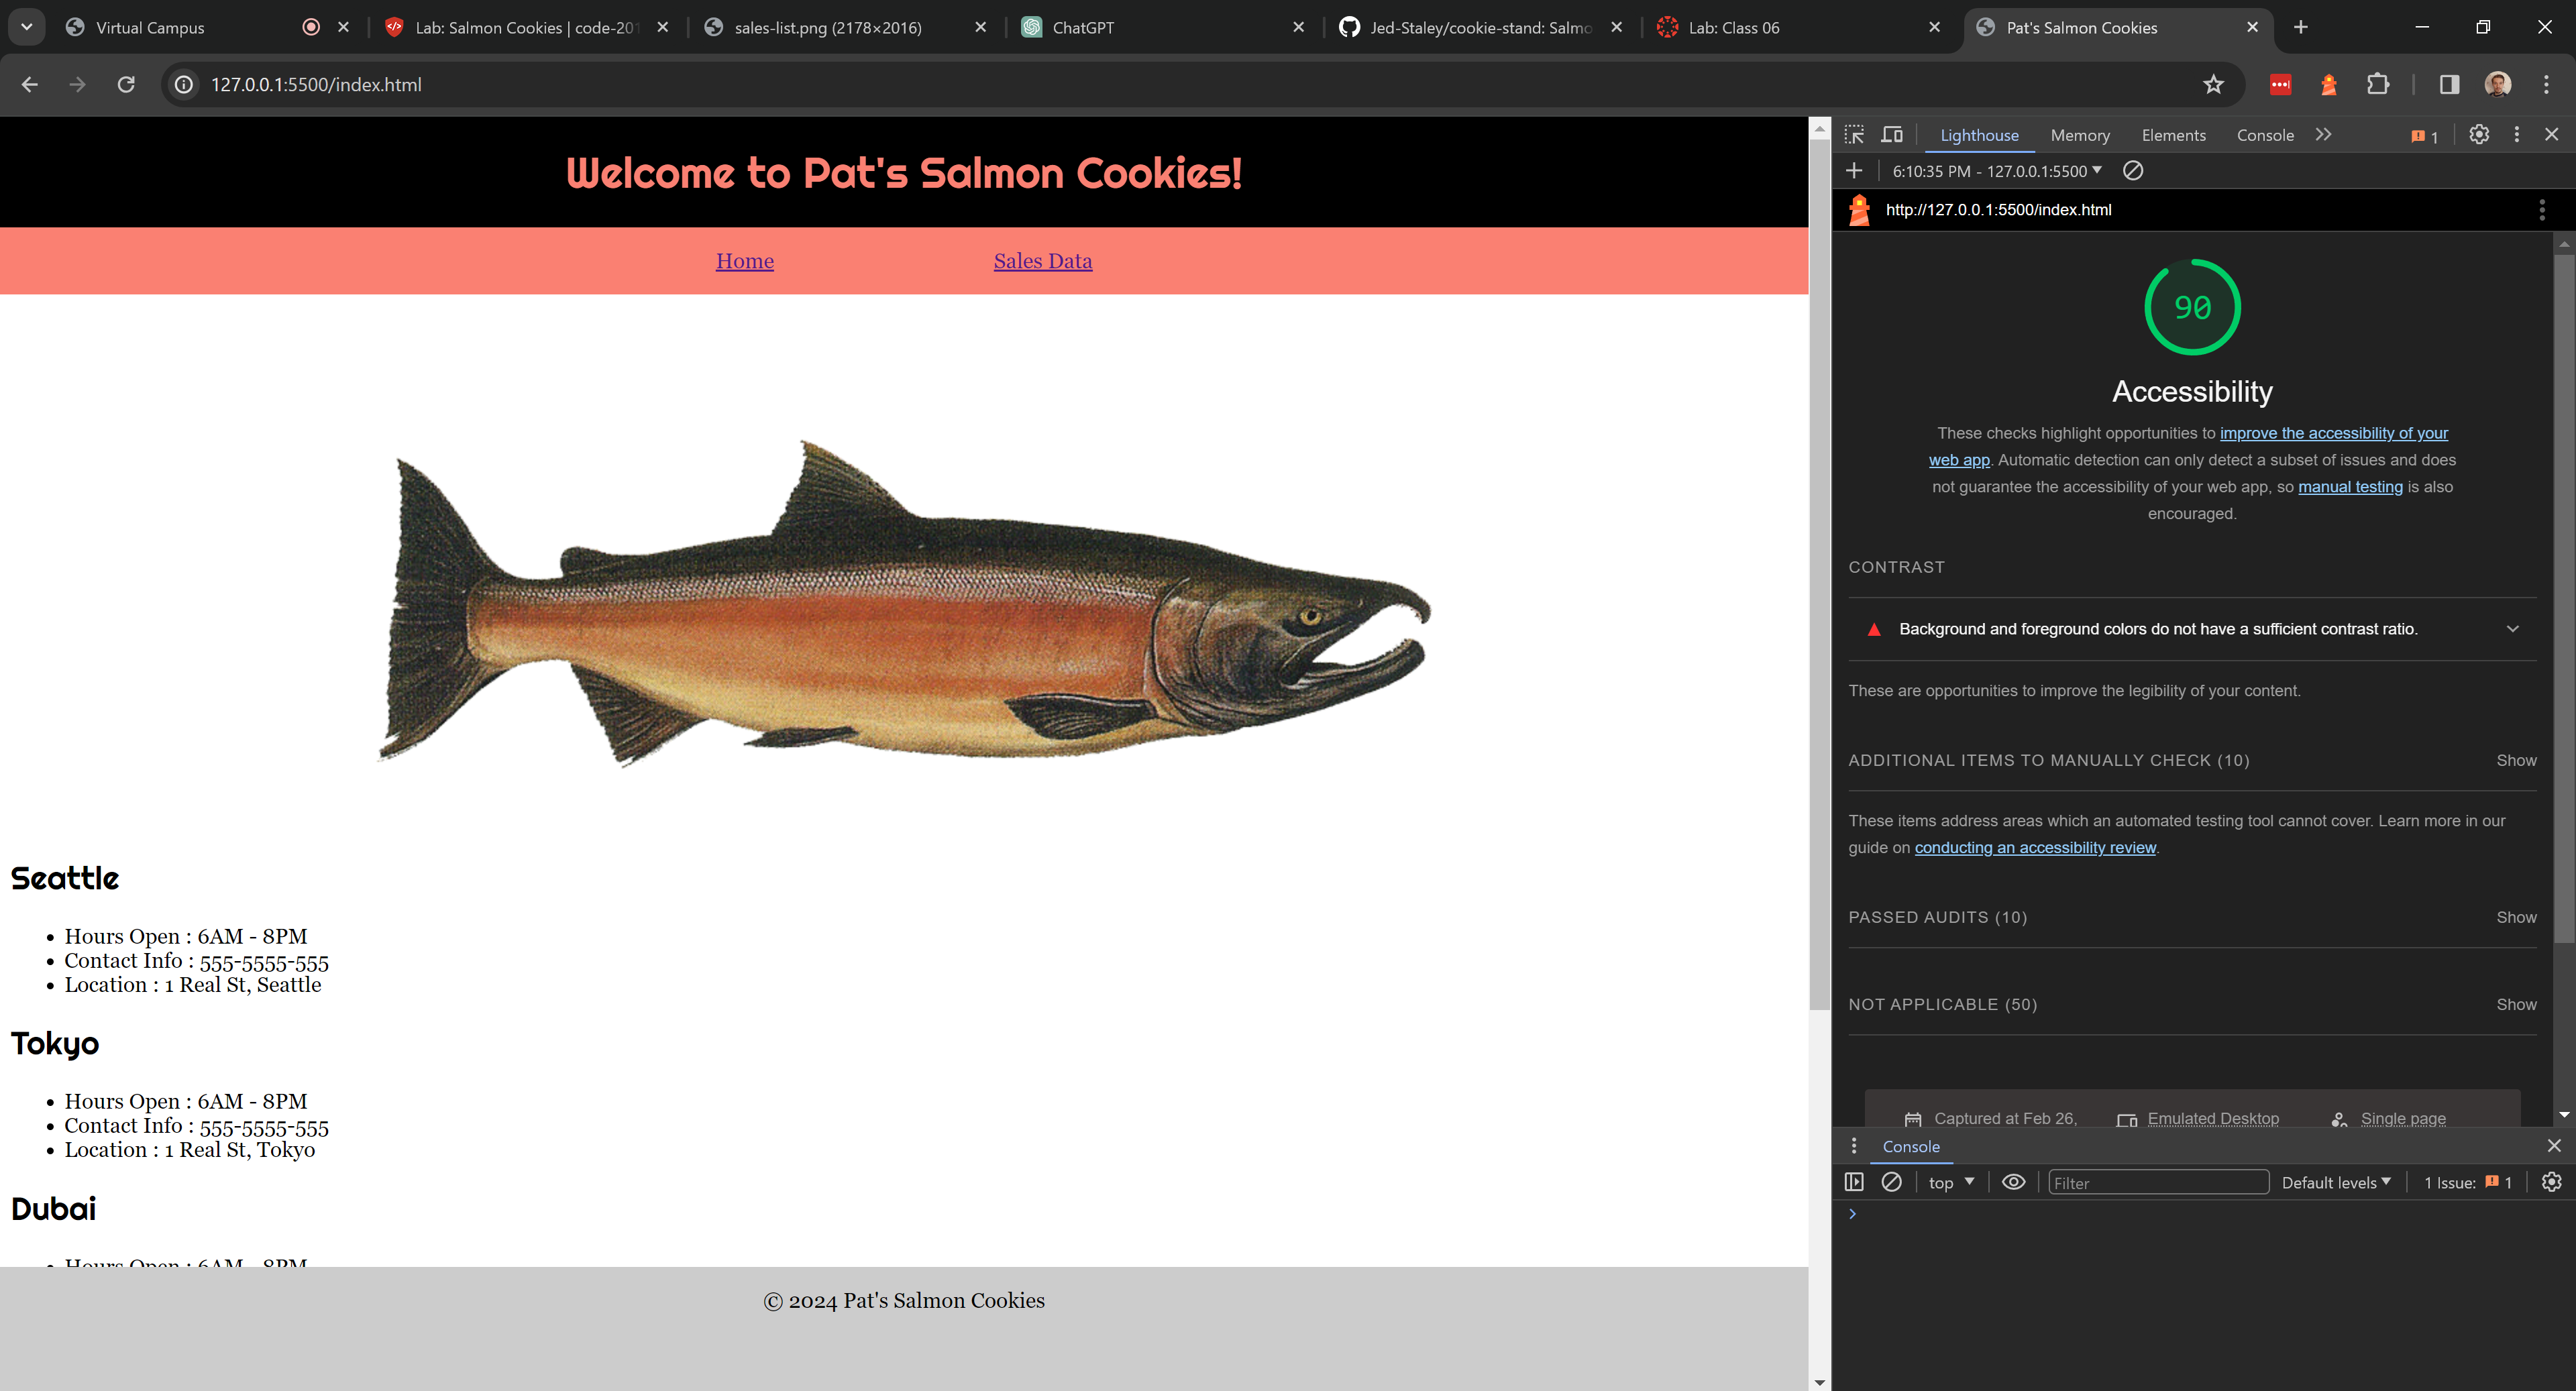 Virtual Campus
Lab: Salmon Cookies | code-201
sales-list.png (2178×2016)
ChatGPT
Jed-Staley/cookie-stand: Salmo
Lab: Class 06
Pat's Salmon Cookies
127.0.0.1:5500/index.html
Welcome to Pat's Salmon Cookies!
Home
Sales Data
Seattle
• Hours Open : 6AM - 8PM
• Contact Info : 555-5555-555
• Location : 1 Real St, Seattle
Tokyo
• Hours Open : 6AM - 8PM
• Contact Info : 555-5555-555
• Location : 1 Real St, Tokyo
Dubai
• Hours Open : 6AM - 8PM
© 2024 Pat's Salmon Cookies
Lighthouse
Memory
Elements
Console
1
6:10:35 PM - 127.0.0.1:5500
http://127.0.0.1:5500/index.html
90
Accessibility
These checks highlight opportunities to improve the accessibility of your
web app. Automatic detection can only detect a subset of issues and does
not guarantee the accessibility of your web app, so manual testing is also
encouraged.
CONTRAST
Background and foreground colors do not have a sufficient contrast ratio.
These are opportunities to improve the legibility of your content.
ADDITIONAL ITEMS TO MANUALLY CHECK (10)
Show
These items address areas which an automated testing tool cannot cover. Learn more in our
guide on conducting an accessibility review.
PASSED AUDITS (10)
Show
NOT APPLICABLE (50)
Show
Captured at Feb 26,
Emulated Desktop
Single page
Console
top
Filter
Default levels
1 Issue: 1